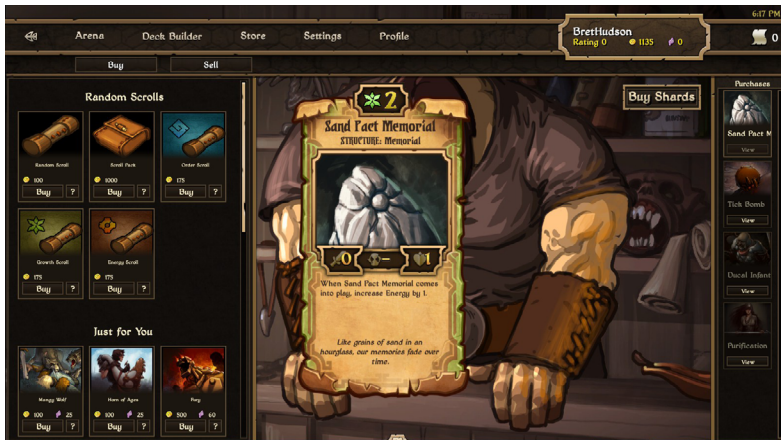 6:17 PM
Arena
Deck Builder
Store
Settings
Profile
BretHudson
Rating 0 1135 0
0
Buy
Sell
Random Scrolls
Random Scroll
Scroll Pack
Order Scroll
100
1000
175
Buy ?
Buy ?
Buy ?
Growth Scroll
Energy Scroll
175
175
Buy ?
Buy ?
Just for You
Mangy Wolf
Horn of Ages
Fury
100 25
100 25
500 60
Buy ?
Buy ?
Buy ?
2
Sand Pact Memorial
STRUCTURE: Memorial
0 - 1
When Sand Pact Memorial comes
into play, increase Energy by 1.
Like grains of sand in an
hourglass, our memories fade over
time.
Buy Shards
Purchases
Sand Pact M
View
Tick Bomb
View
Ducal Infant
View
Purification
View